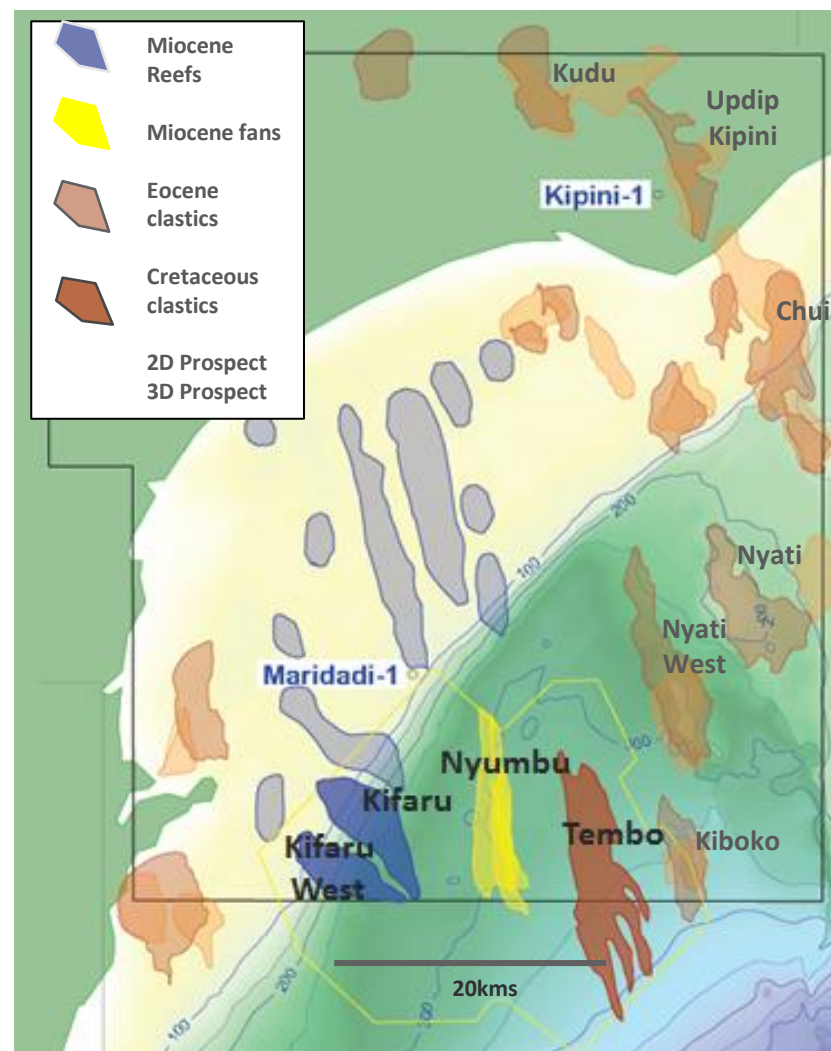 Miocene
Reefs
Miocene fans
Eocene
clastics
Cretaceous
clastics
2D Prospect
3D Prospect
Kudu
Updip
Kipini
Kipini-1
Chui
200
100
Nyati
200
Nyati
West
Maridadi-1
Nyumbu
Kifaru
Tembo
Kiboko
Kifaru
West
20kms
100
200